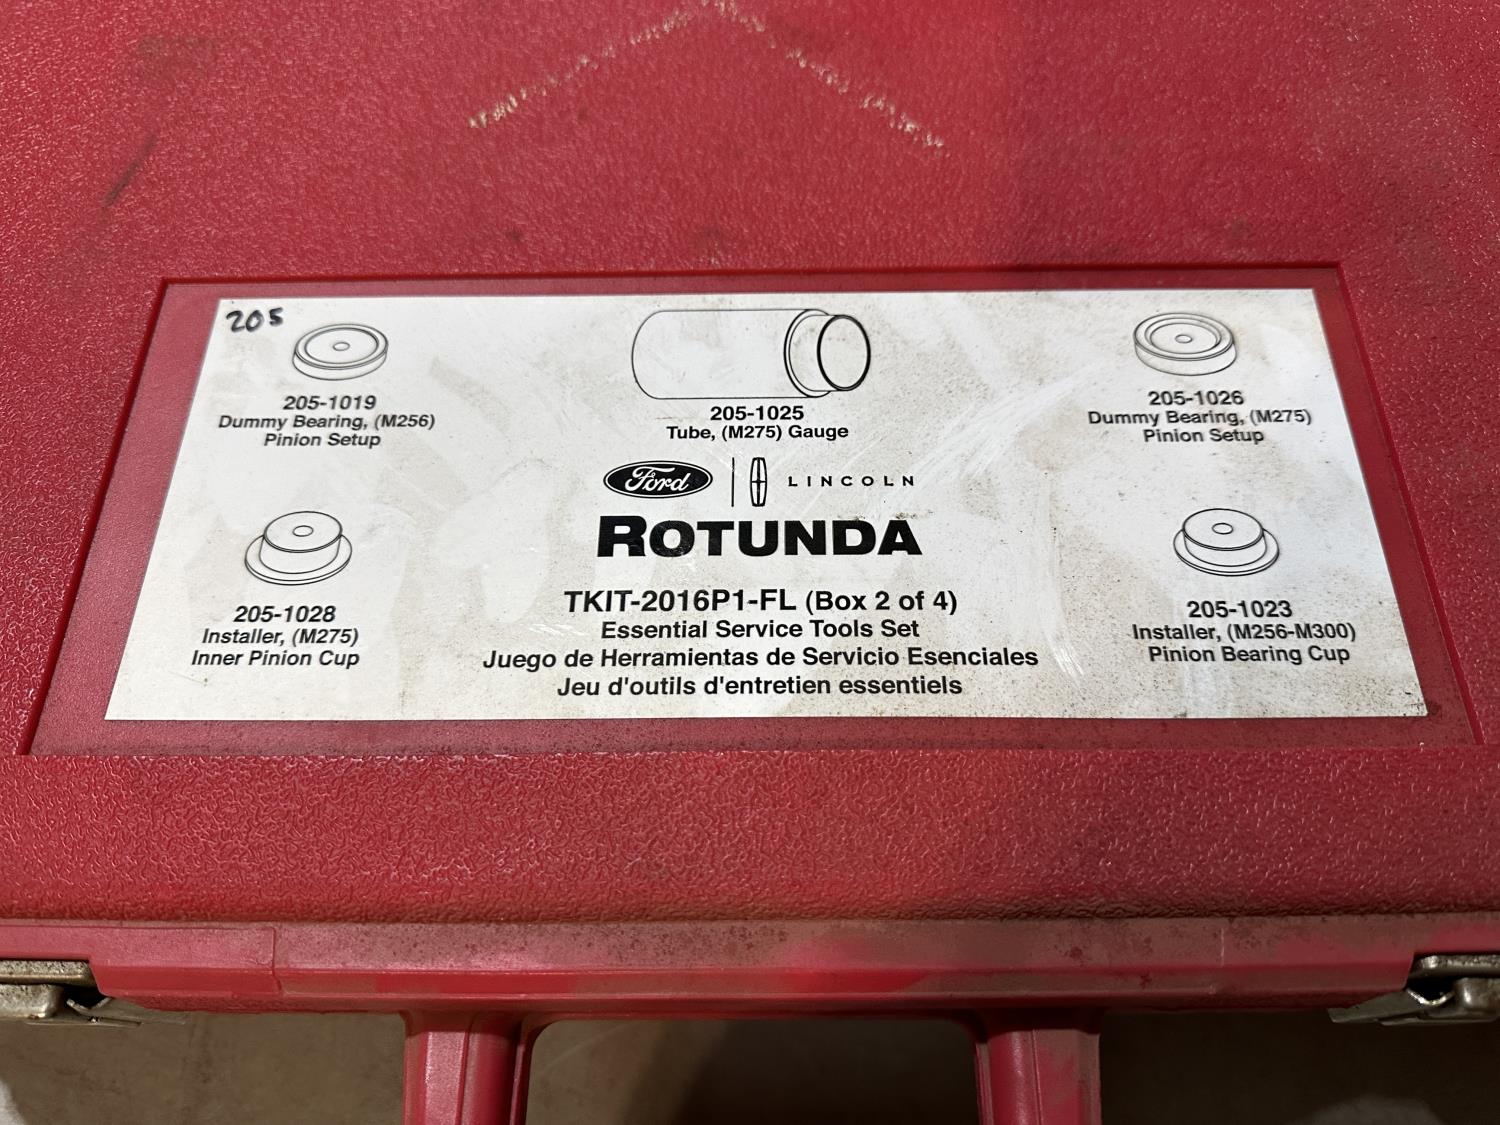 205
205-1019
Dummy Bearing, (M256)
Pinion Setup
205-1025
Tube, (M275) Gauge
205-1026
Dummy Bearing, (M275)
Pinion Setup
Ford
LINCOLN
ROTUNDA
205-1028
Installer, (M275)
Inner Pinion Cup
TKIT-2016P1-FL (Box 2 of 4)
Essential Service Tools Set
Juego de Herramientas de Servicio Esenciales
Jeu d'outils d'entretien essentiels
205-1023
Installer, (M256-M300)
Pinion Bearing Cup